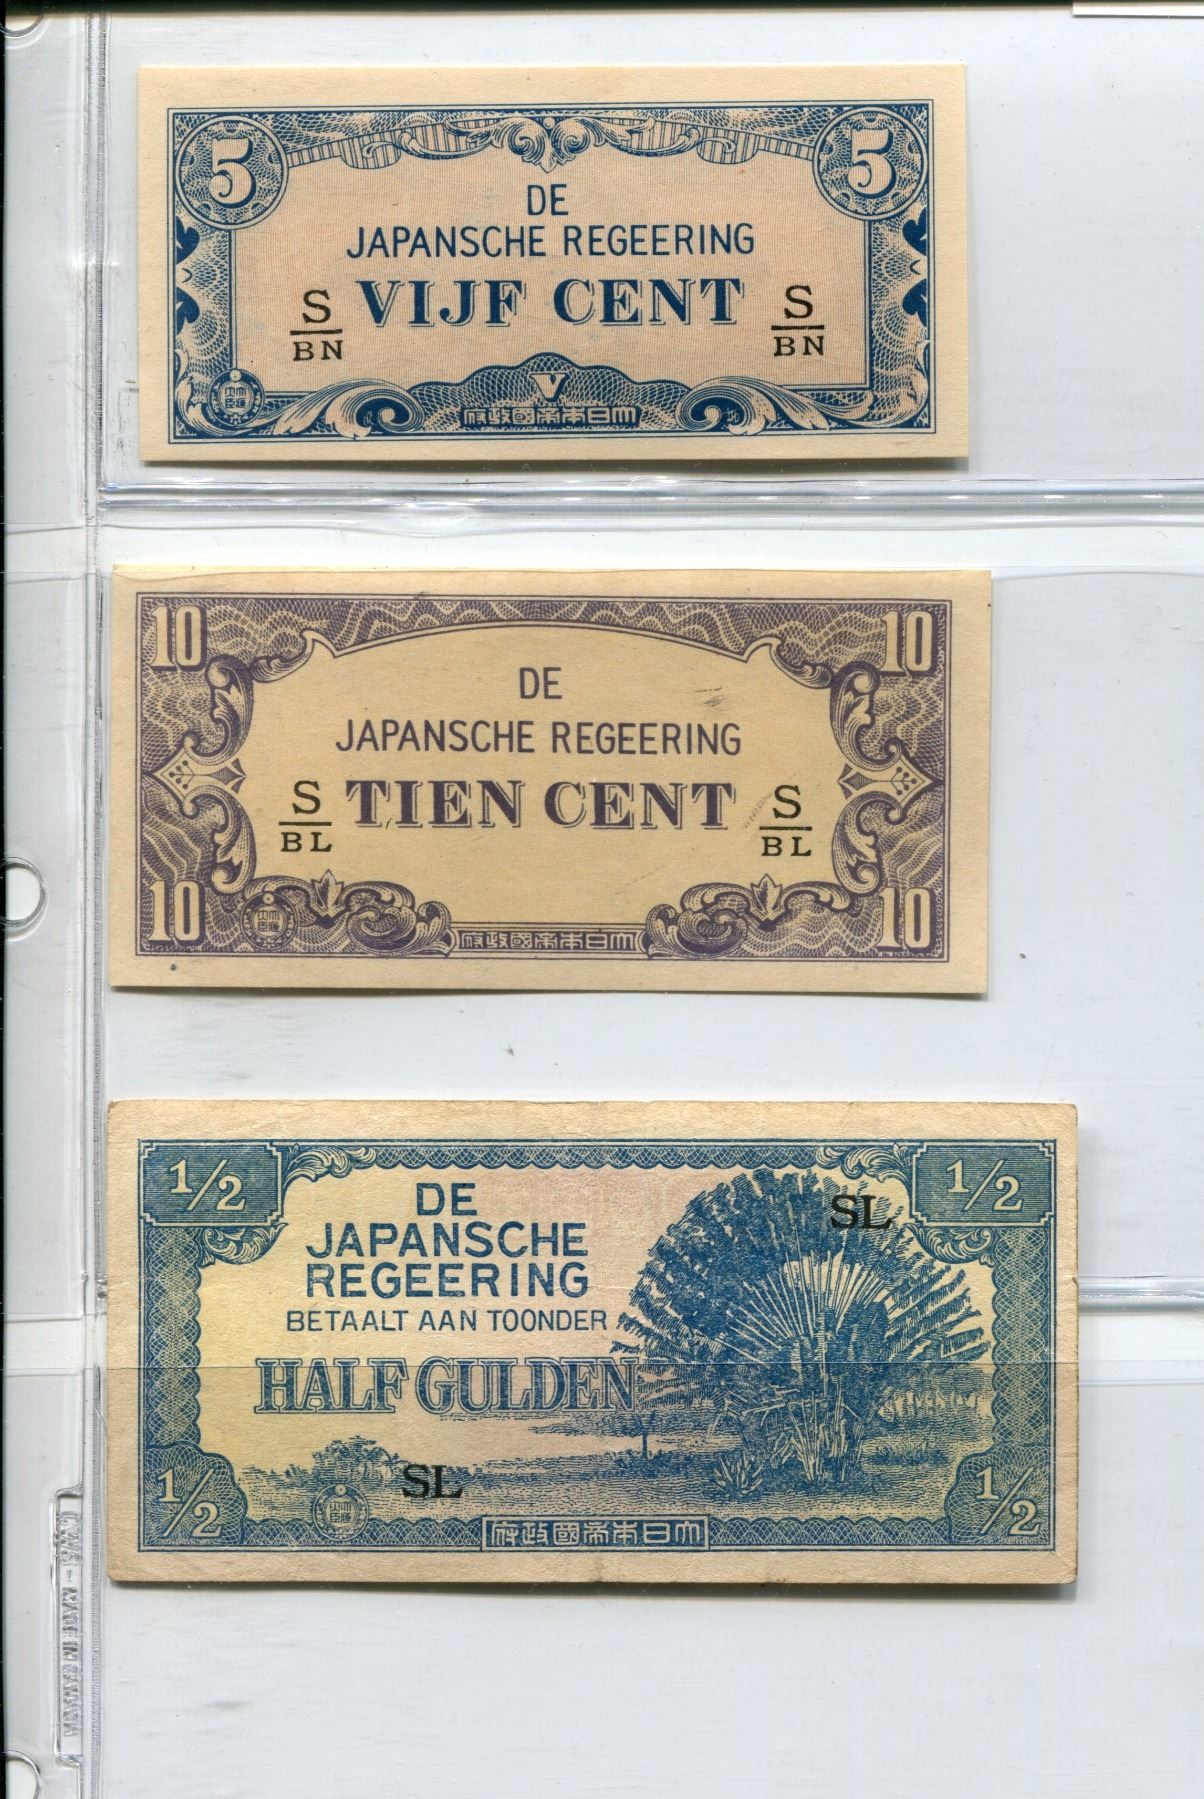 5 5
DE
JAPANSCHE REGEERING
VIJF CENT
S
BN
S
BN
V
府政國帝本日大
10 10
DE
JAPANSCHE REGEERING
TIEN CENT
S
BL
S
BL
10 10
府政國帝本日大
1/2 1/2
SL
DE
JAPANSCHE
REGEERING
BETAALT AAN TOONDER
HALF GULDEN
SL
1/2 1/2
府政國帝本日大
MADE IN CANADA